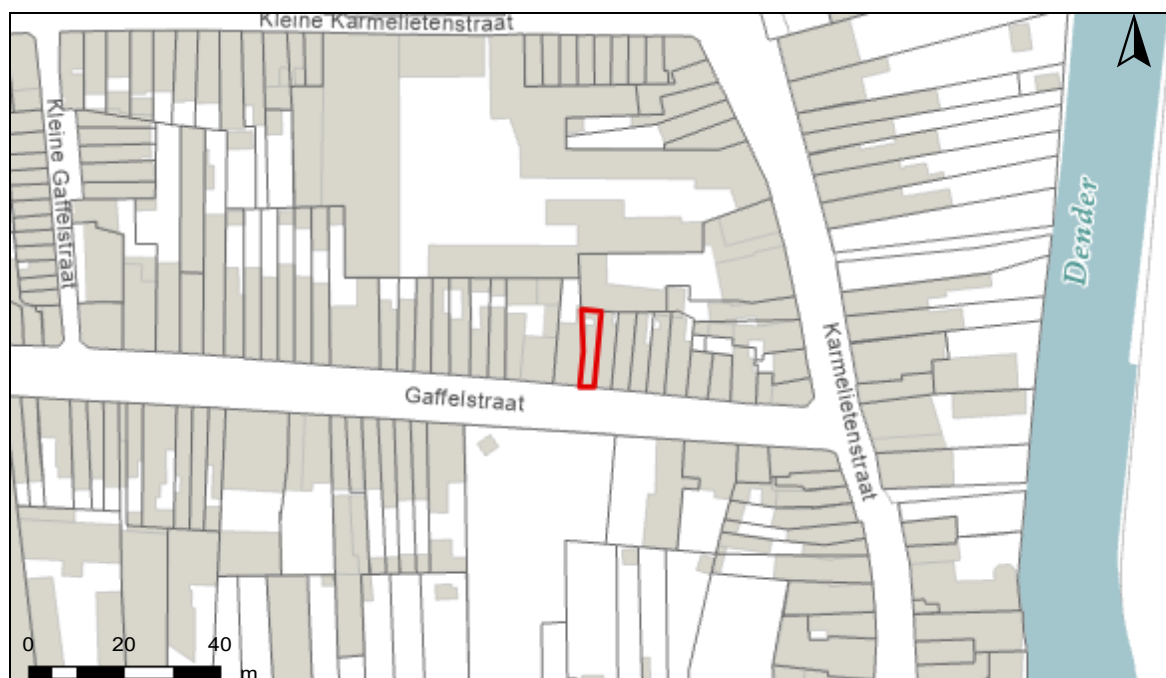 Kleine Karmelietenstraat
Kleine Gaffelstraat
Dender
Gaffelstraat
Karmelietenstraat
0 20 40
m